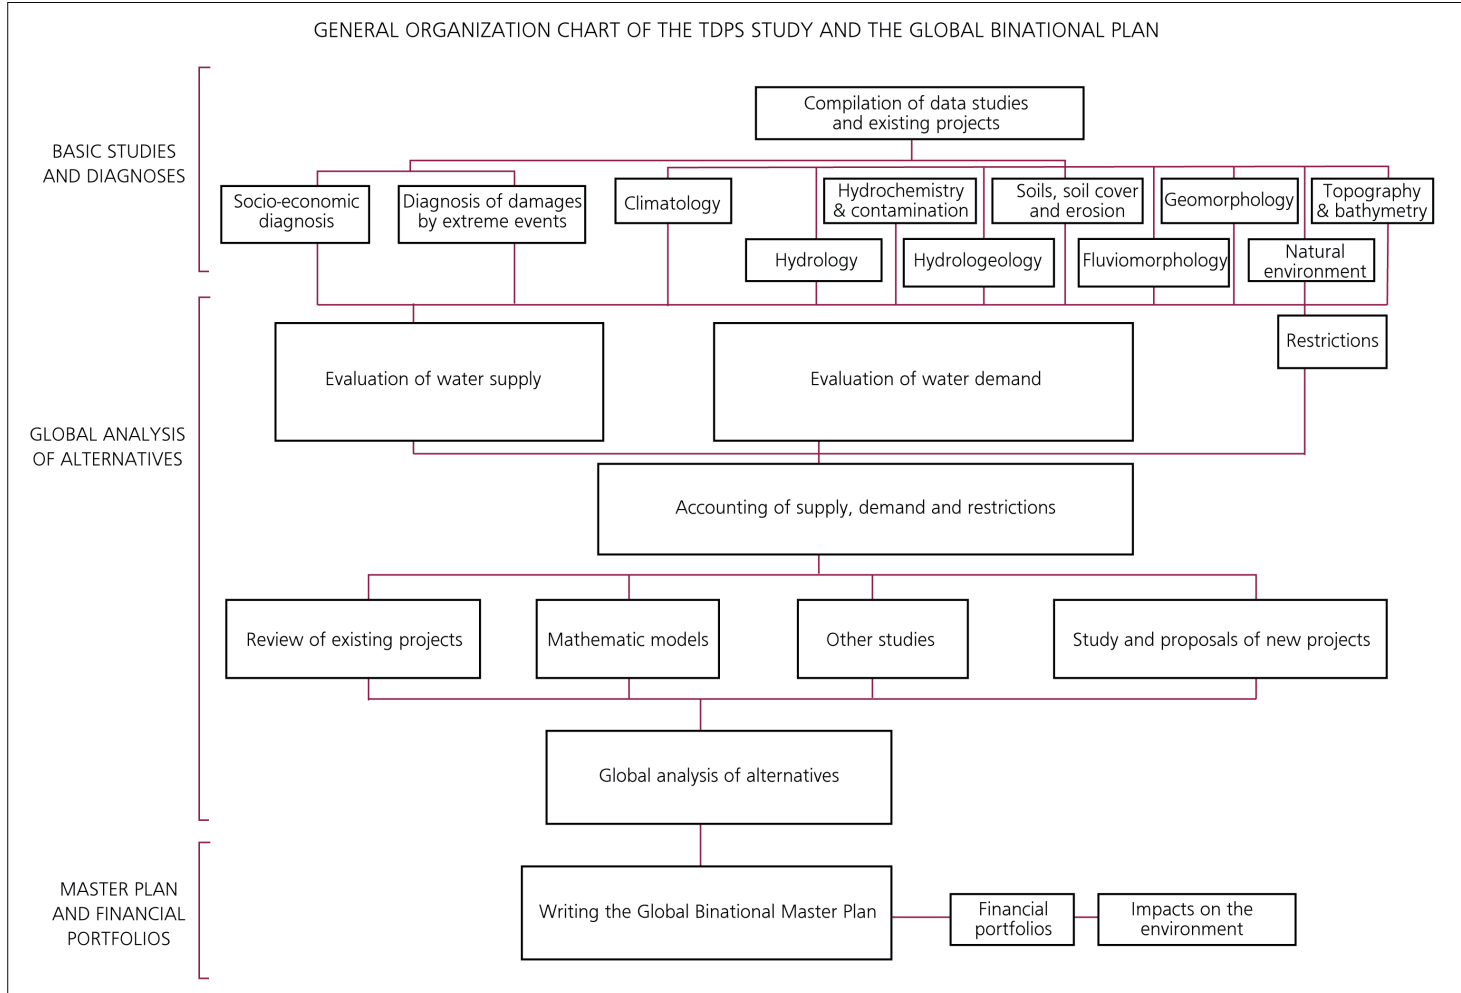 GENERAL ORGANIZATION CHART OF THE TDPS STUDY AND THE GLOBAL BINATIONAL PLAN
BASIC STUDIES
AND DIAGNOSES
Compilation of data studies
and existing projects
Socio-economic
diagnosis
Diagnosis of damages
by extreme events
Climatology
Hydrology
Hydrochemistry
& contamination
Hydrologeology
Soils, soil cover
and erosion
Fluviomorphology
Geomorphology
Natural
environment
Topography
& bathymetry
GLOBAL ANALYSIS
OF ALTERNATIVES
Evaluation of water supply
Evaluation of water demand
Restrictions
Accounting of supply, demand and restrictions
Review of existing projects
Mathematic models
Other studies
Study and proposals of new projects
Global analysis of alternatives
MASTER PLAN
AND FINANCIAL
PORTFOLIOS
Writing the Global Binational Master Plan
Financial
portfolios
Impacts on the
environment